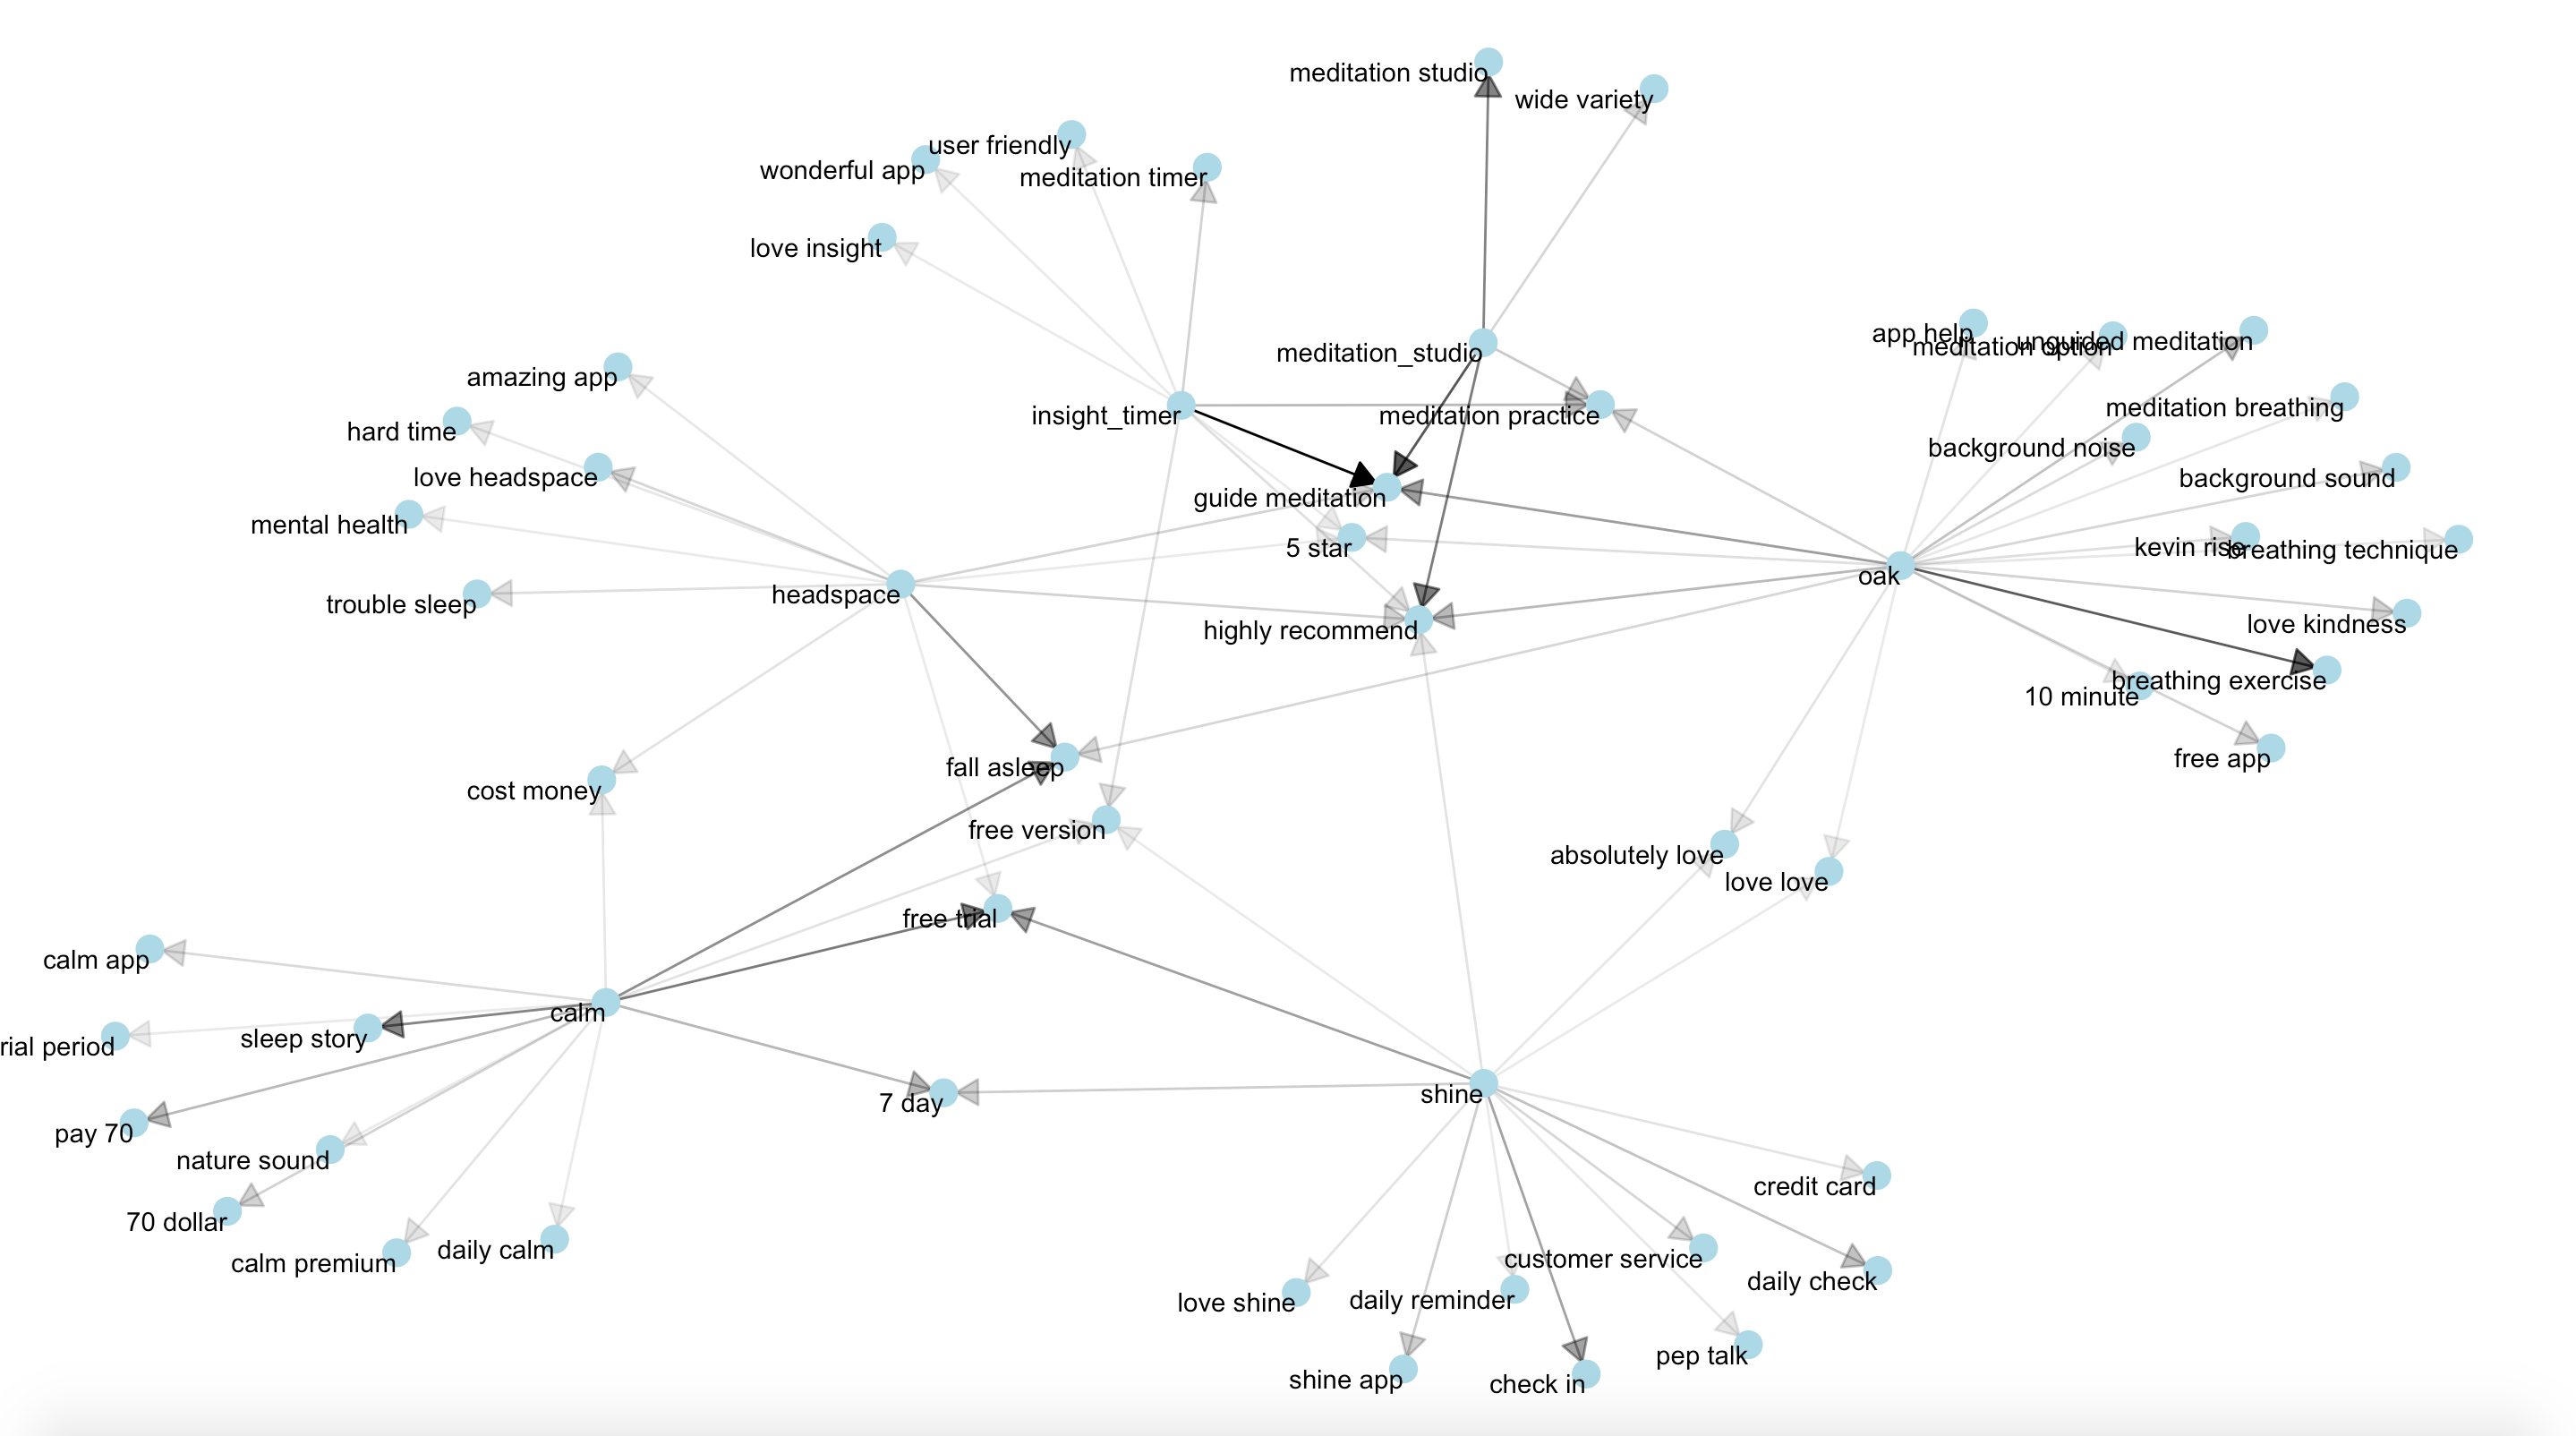 meditation studio
wide variety
user friendly
wonderful app
meditation timer
love insight
app help
unguided meditation
meditation option
meditation_studio
amazing app
meditation breathing
insight_timer
meditation practice
hard time
background noise
love headspace
background sound
guide meditation
mental health
5 star
kevin rise
breathing technique
oak
headspace
trouble sleep
love kindness
highly recommend
breathing exercise
10 minute
free app
fall asleep
cost money
free version
absolutely love
love love
free trial
calm app
calm
sleep story
rial period
shine
7 day
pay 70
nature sound
credit card
70 dollar
daily calm
customer service
calm premium
daily check
daily reminder
love shine
pep talk
shine app
check in